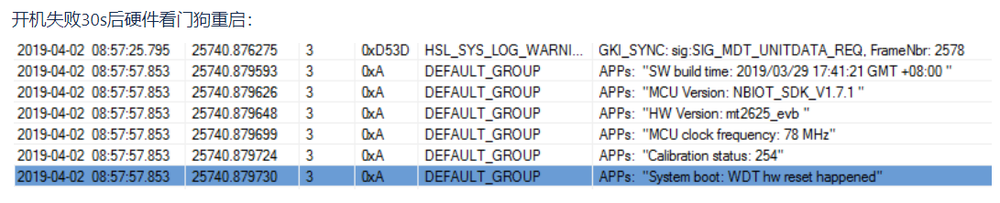 开机失败30s后硬件看门狗重启：
2019-04-02 08:57:25.795 25740.876275 3 0xD53D HSL_SYS_LOG_WARNI... GKI_SYNC: sig:SIG_MDT_UNITDATA_REQ, FrameNbr: 2578
2019-04-02 08:57:57.853 25740.879593 3 0xA DEFAULT_GROUP APPs: "SW build time: 2019/03/29 17:41:21 GMT +08:00 "
2019-04-02 08:57:57.853 25740.879626 3 0xA DEFAULT_GROUP APPs: "MCU Version: NBIOT_SDK_V1.7.1 "
2019-04-02 08:57:57.853 25740.879648 3 0xA DEFAULT_GROUP APPs: "HW Version: mt2625_evb "
2019-04-02 08:57:57.853 25740.879699 3 0xA DEFAULT_GROUP APPs: "MCU clock frequency: 78 MHz"
2019-04-02 08:57:57.853 25740.879724 3 0xA DEFAULT_GROUP APPs: "Calibration status: 254"
2019-04-02 08:57:57.853 25740.879730 3 0xA DEFAULT_GROUP APPs: "System boot: WDT hw reset happened"